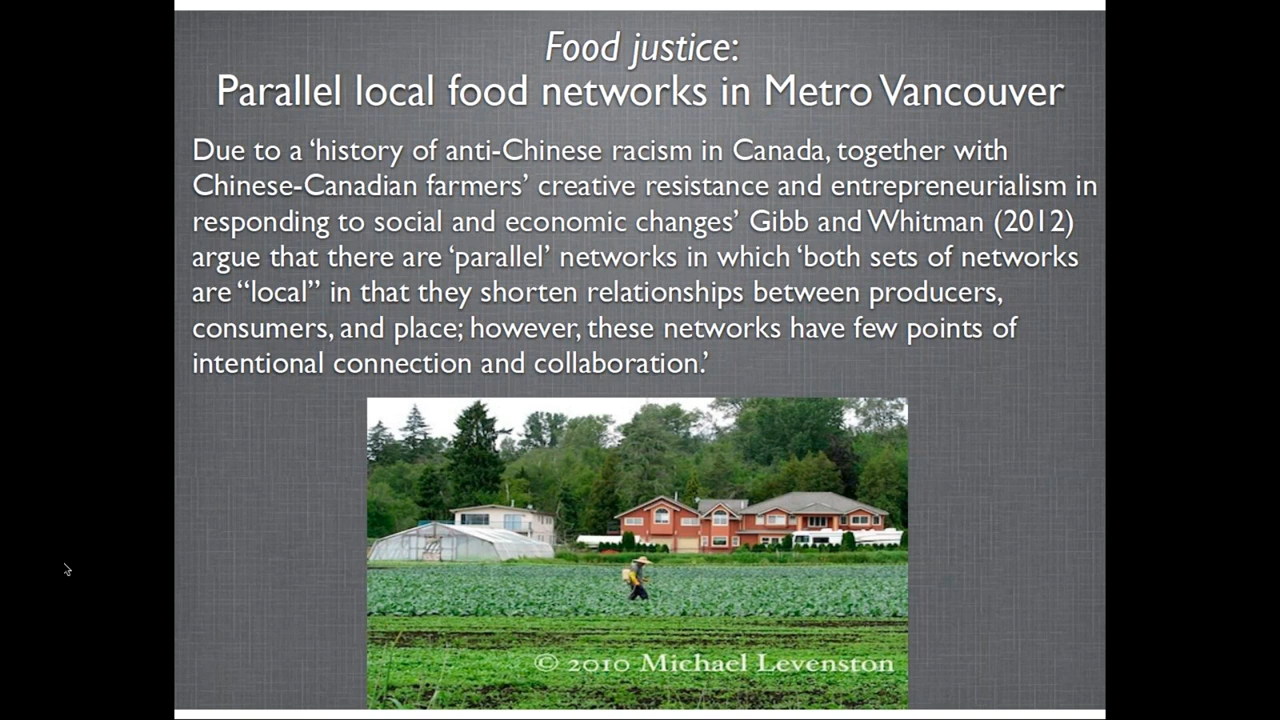 Food justice:
Parallel local food networks in Metro Vancouver
Due to a ‘history of anti-Chinese racism in Canada, together with
Chinese-Canadian farmers’ creative resistance and entrepreneurialism in
responding to social and economic changes’ Gibb and Whitman (2012)
argue that there are ‘parallel’ networks in which ‘both sets of networks
are “local” in that they shorten relationships between producers,
consumers, and place; however, these networks have few points of
intentional connection and collaboration.’
© 2010 Michael Levenston